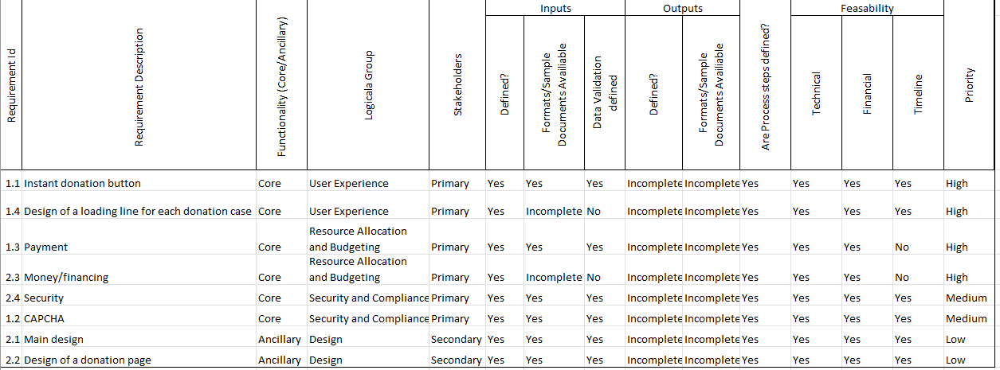 Inputs Outputs Feasability
Requirement Id Requirement Description Functionality (Core/Ancillary) Logicala Group Stakeholders Defined? Formats/Sample Documents Availiable Data Validation defined Defined? Formats/Sample Documents Availiable Are Process steps defined? Technical Financial Timeline Priority
1.1 Instant donation button Core User Experience Primary Yes Yes Yes Incomplete Incomplete Yes Yes Yes Yes High
1.4 Design of a loading line for each donation case Core User Experience Primary Yes Incomplete No Incomplete Incomplete Yes Yes Yes Yes High
Resource Allocation
1.3 Payment Core and Budgeting Primary Yes Yes Yes Incomplete Incomplete Yes Yes Yes No High
Resource Allocation
2.3 Money/financing Core and Budgeting Primary Yes Incomplete No Incomplete Incomplete Yes Yes Yes No High
2.4 Security Core Security and Compliance Primary Yes Yes Yes Incomplete Incomplete Yes Yes Yes Yes Medium
1.2 CAPCHA Core Security and Compliance Primary Yes Yes Yes Incomplete Incomplete Yes Yes Yes Yes Medium
2.1 Main design Ancillary Design Secondary Yes Yes Yes Incomplete Incomplete Yes Yes Yes Yes Low
2.2 Design of a donation page Ancillary Design Secondary Yes Yes Yes Incomplete Incomplete Yes Yes Yes Yes Low